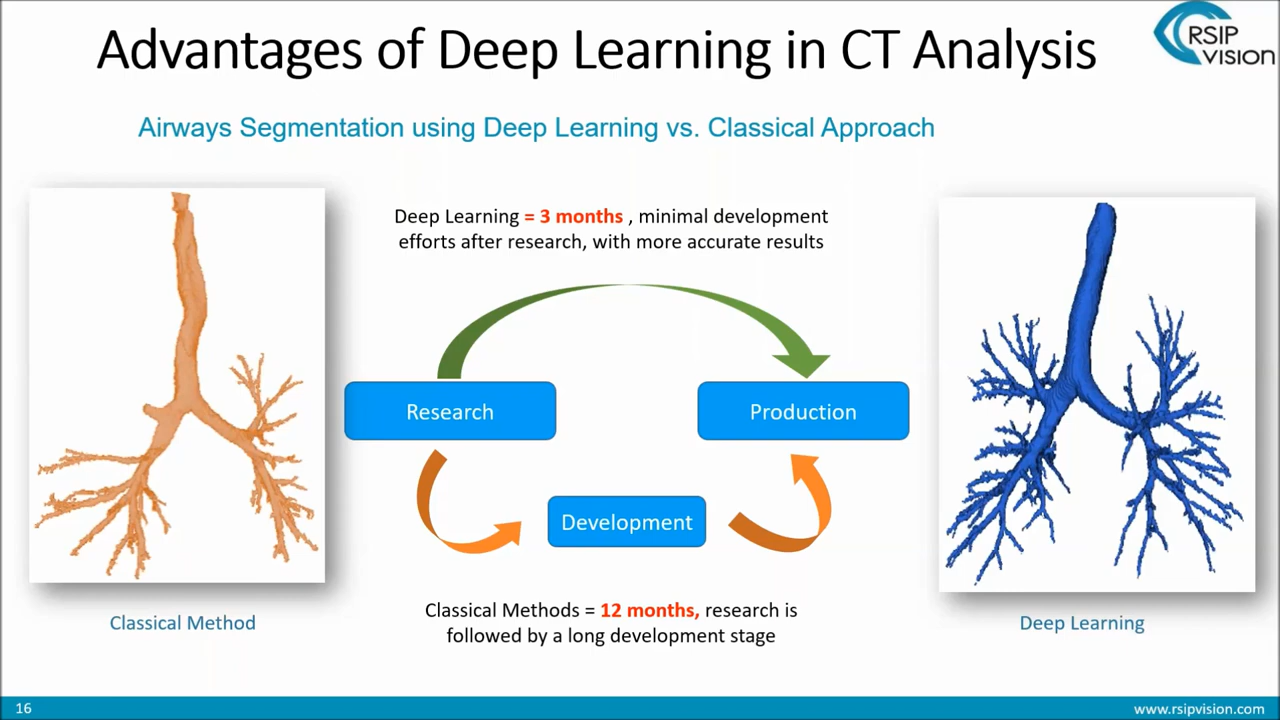 Advantages of Deep Learning in CT Analysis
RSIP
vision
Airways Segmentation using Deep Learning vs. Classical Approach
Deep Learning = 3 months , minimal development
efforts after research, with more accurate results
Research
Production
Development
Classical Methods = 12 months, research is
followed by a long development stage
Classical Method
Deep Learning
16
www.rsipvision.com